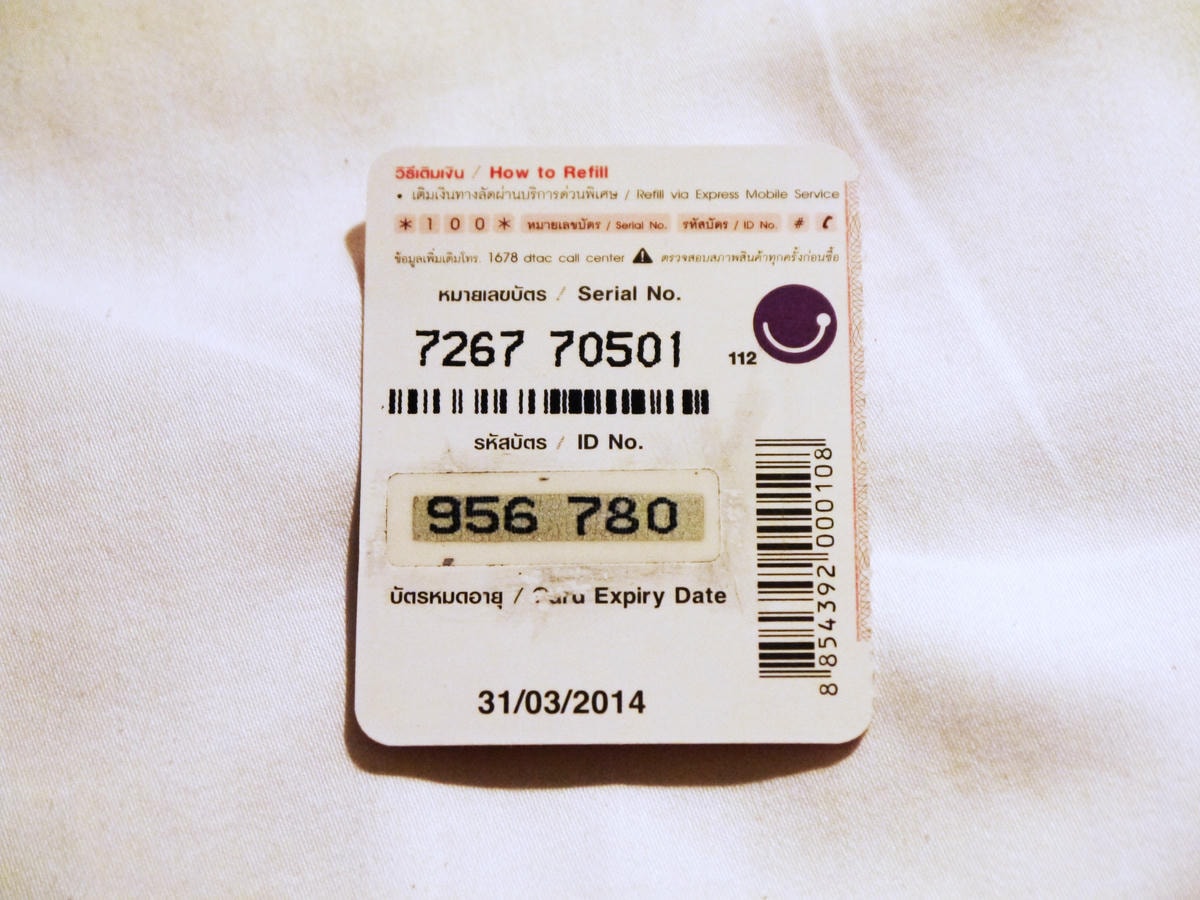 วิธีเติมเงิน / How to Refill
• เติมเงินทางลัดผ่านบริการด่วนพิเศษ / Refill via Express Mobile Service
*100* หมายเลขบัตร / Serial No. รหัสบัตร / ID No. #
ข้อมูลเพิ่มเติมโทร. 1678 dtac call center ตรวจสอบสภาพสินค้าทุกครั้งก่อนซื้อ
หมายเลขบัตร / Serial No.
7267 70501
112
รหัสบัตร / ID No.
956 780
บัตรหมดอายุ / Card Expiry Date
31/03/2014
8 854392 000108